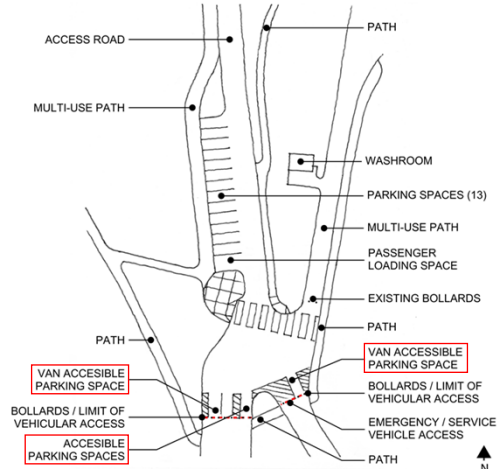 PATH
ACCESS ROAD
MULTI-USE PATH
WASHROOM
PARKING SPACES (13)
MULTI-USE PATH
PASSENGER
LOADING SPACE
EXISTING BOLLARDS
PATH
PATH
VAN ACCESSIBLE
PARKING SPACE
VAN ACCESIBLE
PARKING SPACE
BOLLARDS / LIMIT OF
VEHICULAR ACCESS
BOLLARDS / LIMIT OF
VEHICULAR ACCESS
EMERGENCY / SERVICE
VEHICLE ACCESS
ACCESIBLE
PARKING SPACES
PATH
N